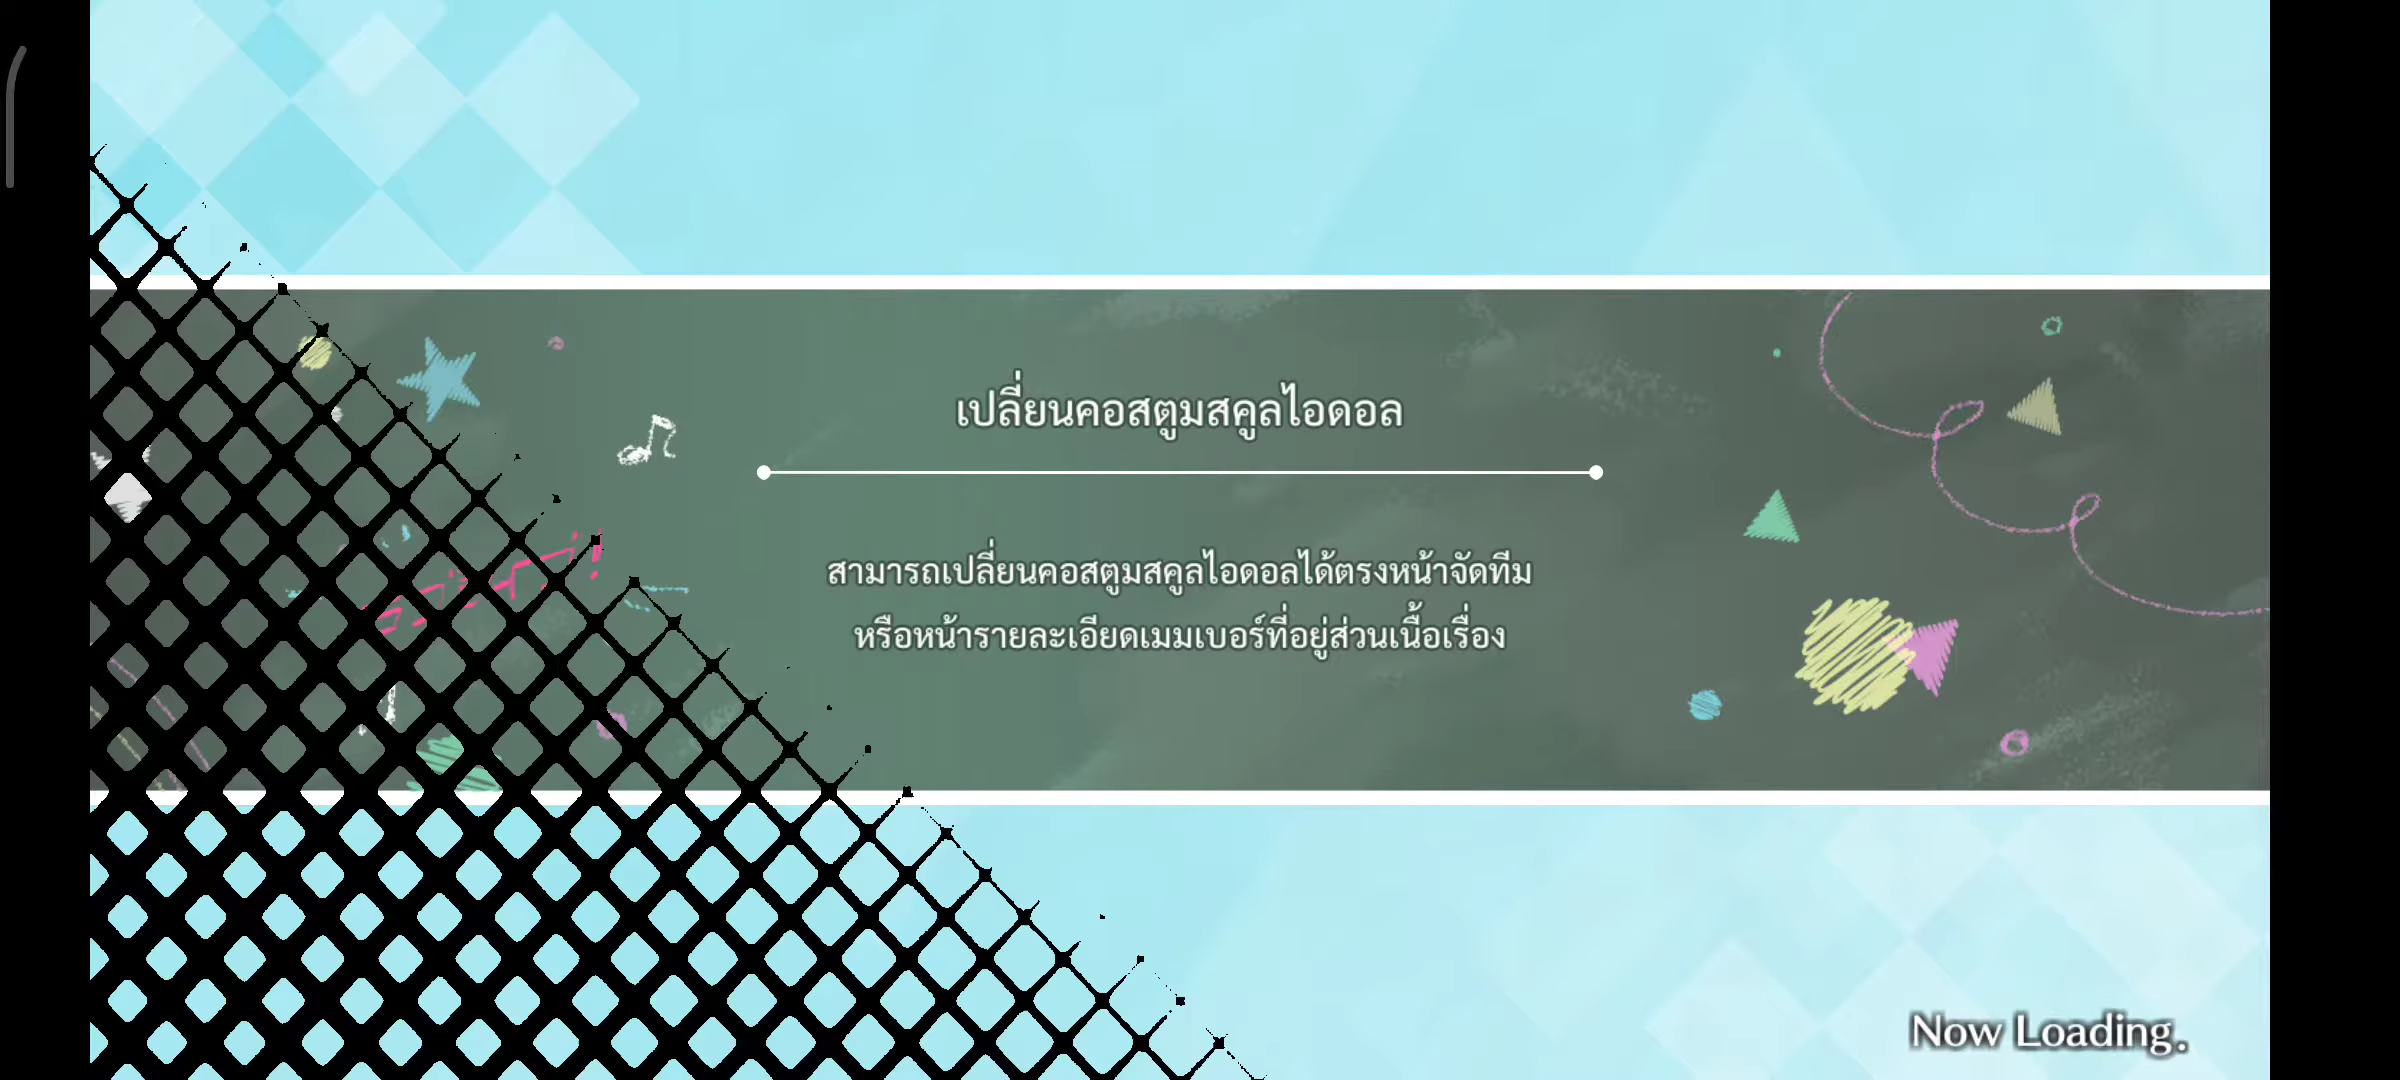 เปลี่ยนคอสตูมสคูลไอดอล
สามารถเปลี่ยนคอสตูมสคูลไอดอลได้ตรงหน้าจัดทีม
หรือหน้ารายละเอียดเมมเบอร์ที่อยู่ส่วนเนื้อเรื่อง
Now Loading.